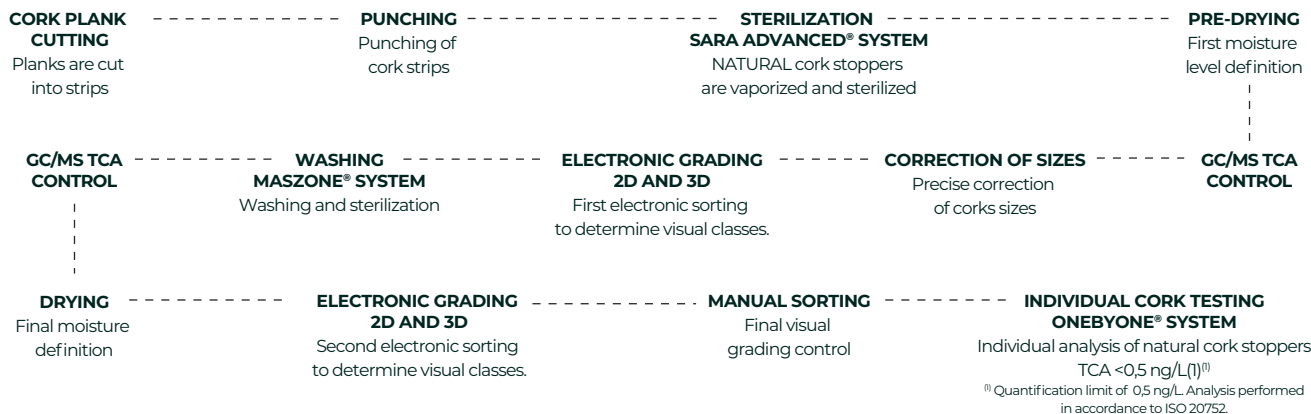 CORK PLANK
CUTTING
Planks are cut
into strips
PUNCHING
Punching of
cork strips
STERILIZATION
SARA ADVANCED® SYSTEM
NATURAL cork stoppers
are vaporized and sterilized
PRE-DRYING
First moisture
level definition
GC/MS TCA
CONTROL
CORRECTION OF SIZES
Precise correction
of corks sizes
ELECTRONIC GRADING
2D AND 3D
First electronic sorting
to determine visual classes.
WASHING
MASZONE® SYSTEM
Washing and sterilization
GC/MS TCA
CONTROL
DRYING
Final moisture
definition
ELECTRONIC GRADING
2D AND 3D
Second electronic sorting
to determine visual classes.
MANUAL SORTING
Final visual
grading control
INDIVIDUAL CORK TESTING
ONEBYONE® SYSTEM
Individual analysis of natural cork stoppers
TCA <0,5 ng/L(1)⁽¹⁾
⁽¹⁾ Quantification limit of 0,5 ng/L. Analysis performed
in accordance to ISO 20752.